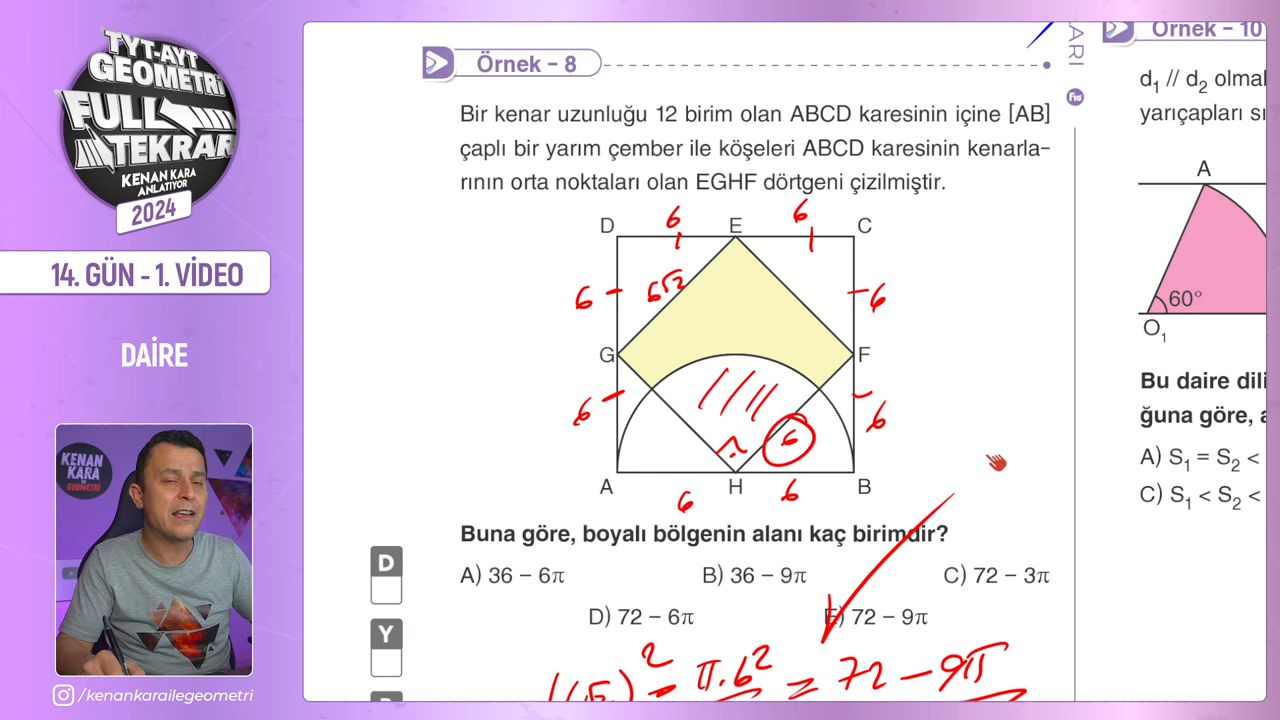 TYT-AYT
GEOMETRİ
FULL
TEKRAR
KENAN KARA
ANLATIYOR
2024
14. GÜN - 1. VİDEO
DAİRE
KENAN
KARA
GEOMETRİ
/kenankarailegeometri
Örnek – 8
Bir kenar uzunluğu 12 birim olan ABCD karesinin içine [AB]
çaplı bir yarım çember ile köşeleri ABCD karesinin kenarla–
rının orta noktaları olan EGHF dörtgeni çizilmiştir.
6 6
D E C
6 6√2 6
G F
6 6 6
A H B
6 6
Buna göre, boyalı bölgenin alanı kaç birimdir?
A) 36 – 6π B) 36 – 9π C) 72 – 3π
D) 72 – 6π E) 72 – 9π
2 π.6² = 72 – 9π
D
Y
ARI
Örnek – 10
d₁ // d₂
yarıçapları
A
60°
O₁
Bu daire
ğuna göre,
A) S₁ = S₂ <
C) S₁ < S₂ <